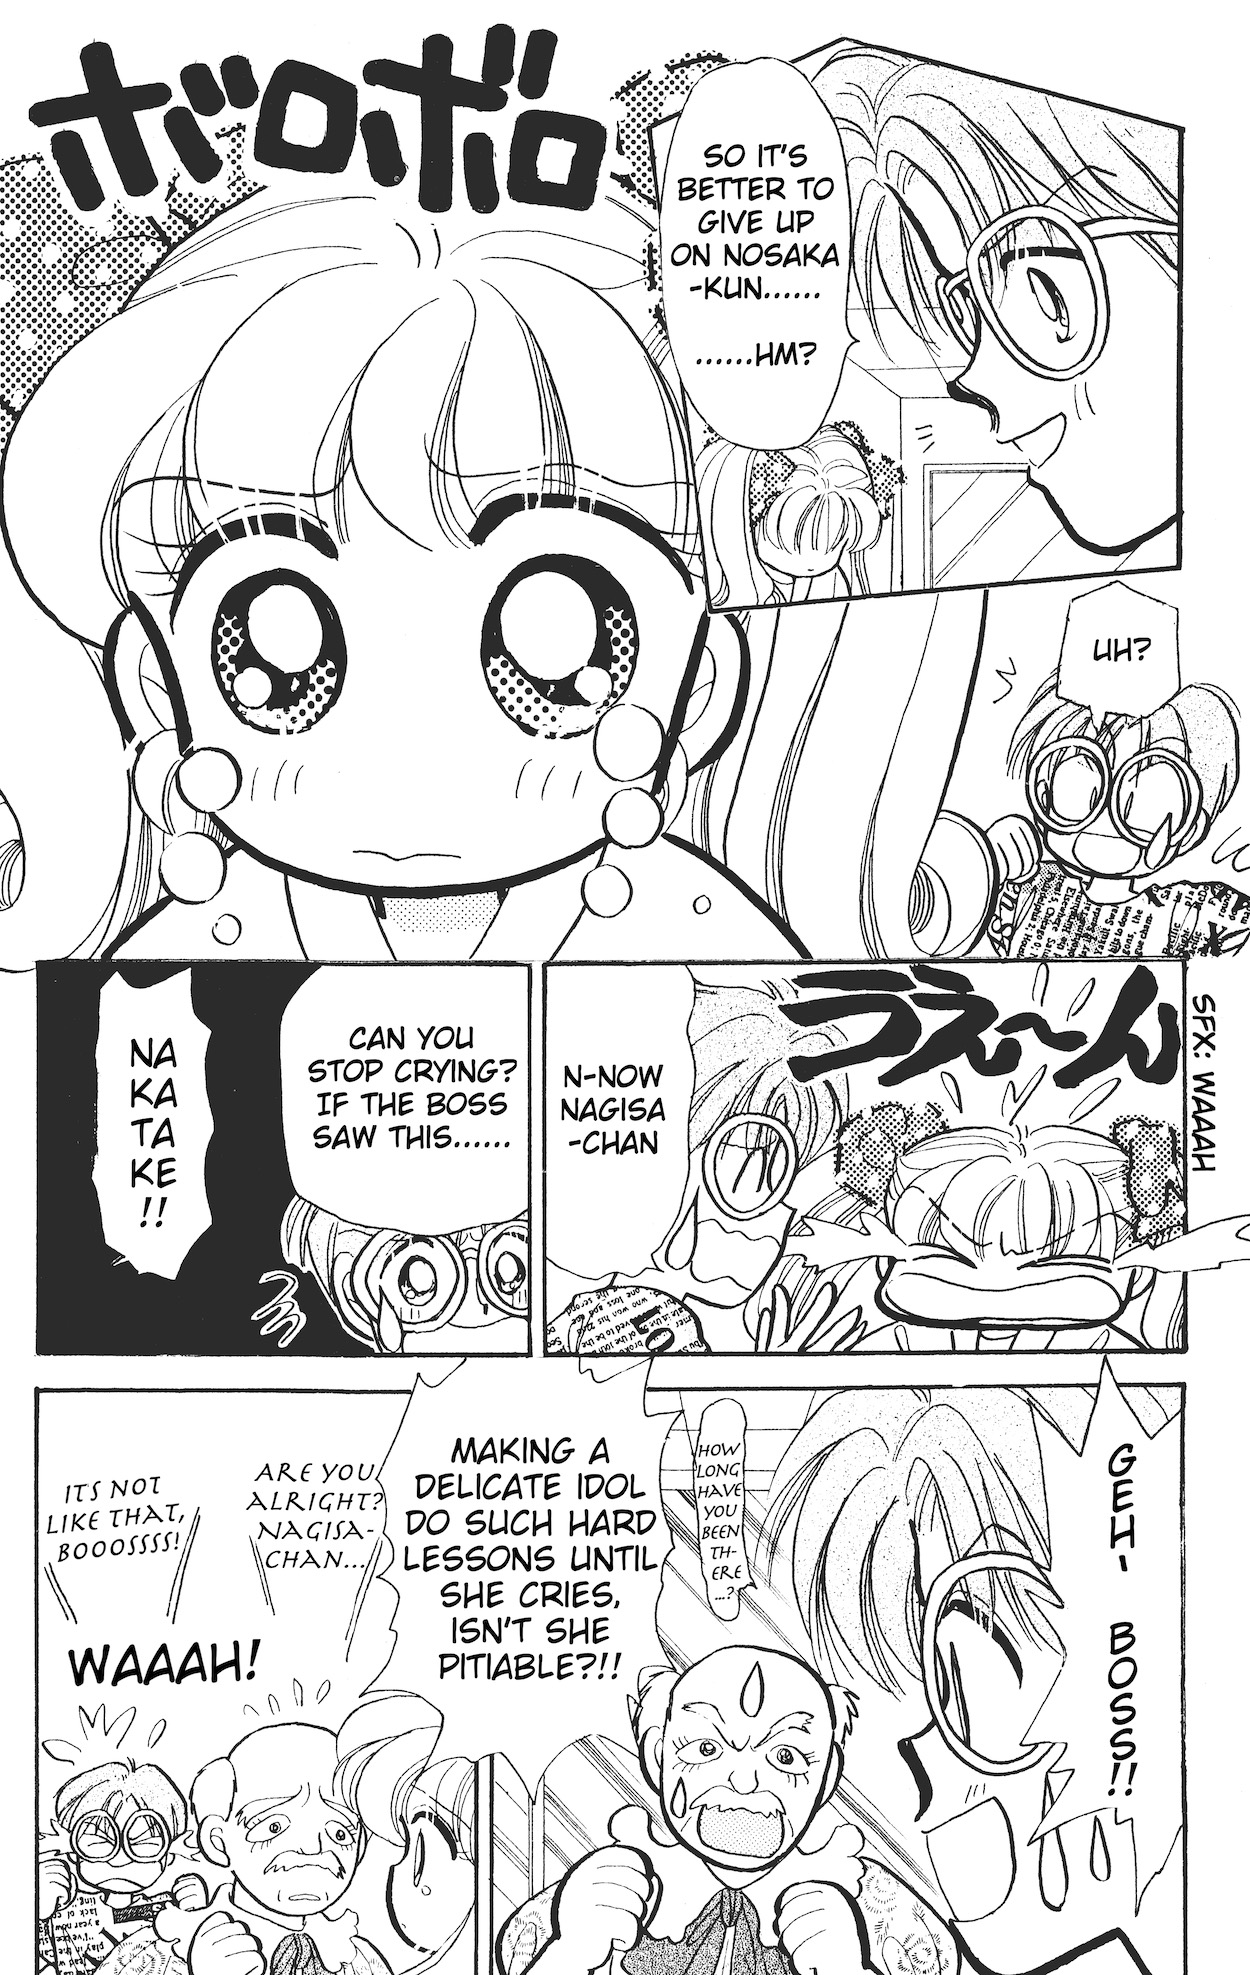 SO IT'S
BETTER TO
GIVE UP
ON NOSAKA
-KUN......
......HM?
ボロボロ
UH?
うえ〜ん
SFX: WAAAH
N-NOW
NAGISA
-CHAN
CAN YOU
STOP CRYING?
IF THE BOSS
SAW THIS......
NA
KA
TA
KE
!!
GEH-
BOSS!!
HOW
LONG
HAVE
YOU
BEEN
TH-
ERE
...?
MAKING A
DELICATE IDOL
DO SUCH HARD
LESSONS UNTIL
SHE CRIES,
ISN'T SHE
PITIABLE?!!
ARE YOU
ALRIGHT?
NAGISA-
CHAN...
ITS NOT
LIKE THAT,
BOOOSSSS!
WAAAH!